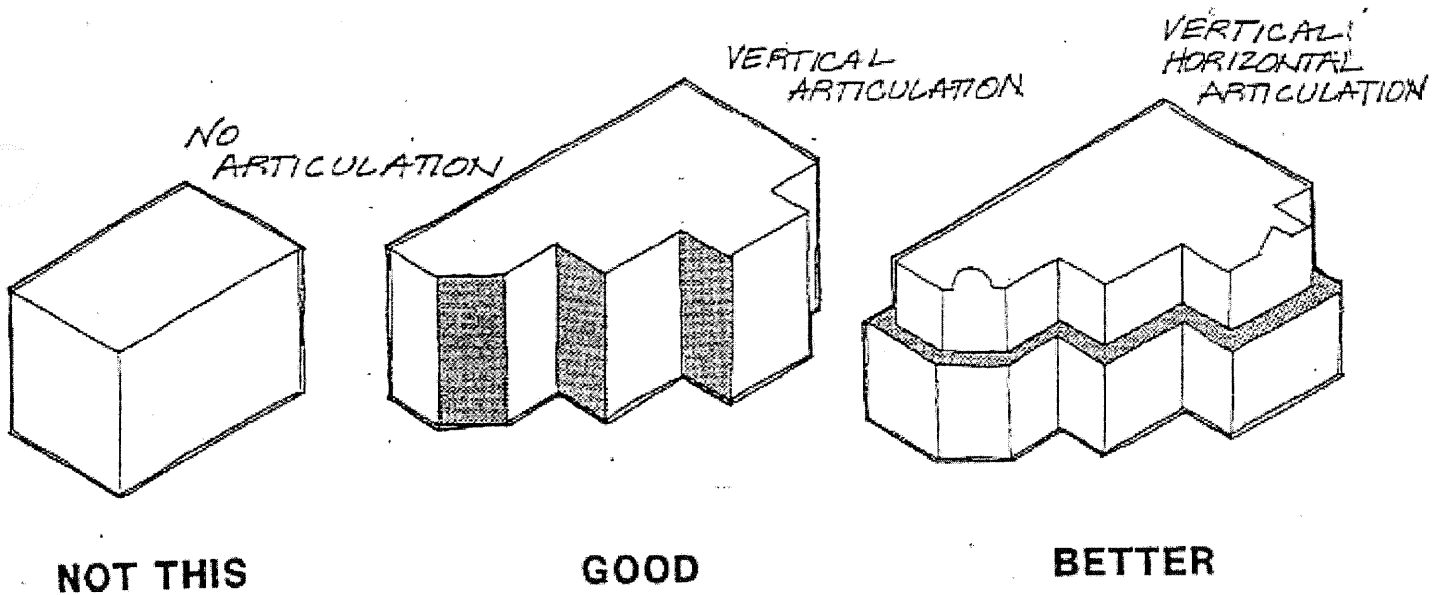 NO
ARTICULATION
VERTICAL
ARTICULATION
VERTICAL/
HORIZONTAL
ARTICULATION
NOT THIS
GOOD
BETTER